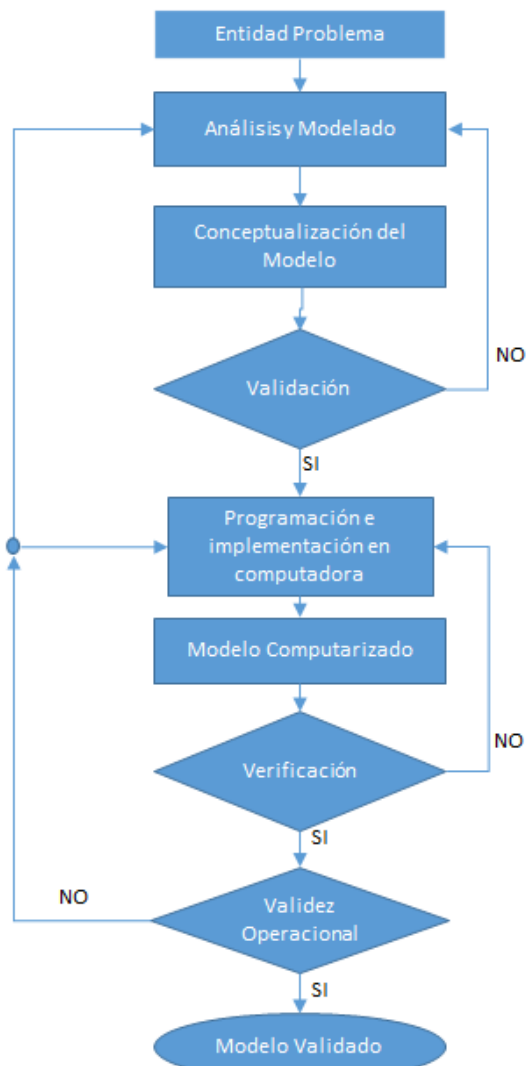 Entidad Problema
Análisis y Modelado
Conceptualización del
Modelo
Validación
NO
SI
Programación e
implementación en
computadora
Modelo Computarizado
Verificación
NO
SI
Validez
Operacional
NO
SI
Modelo Validado